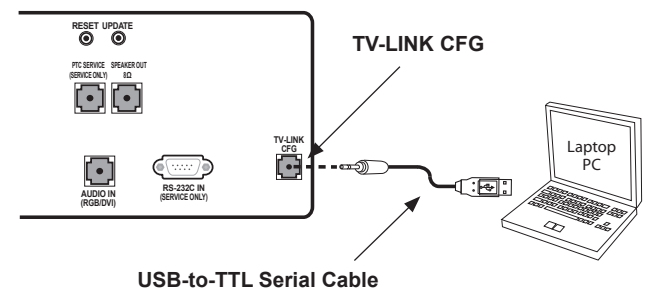 RESET UPDATE
TV-LINK CFG
PTC SERVICE
(SERVICE ONLY)
SPEAKER OUT
8Ω
TV-LINK
CFG
Laptop
PC
AUDIO IN
(RGB/DVI)
RS-232C IN
(SERVICE ONLY)
USB-to-TTL Serial Cable